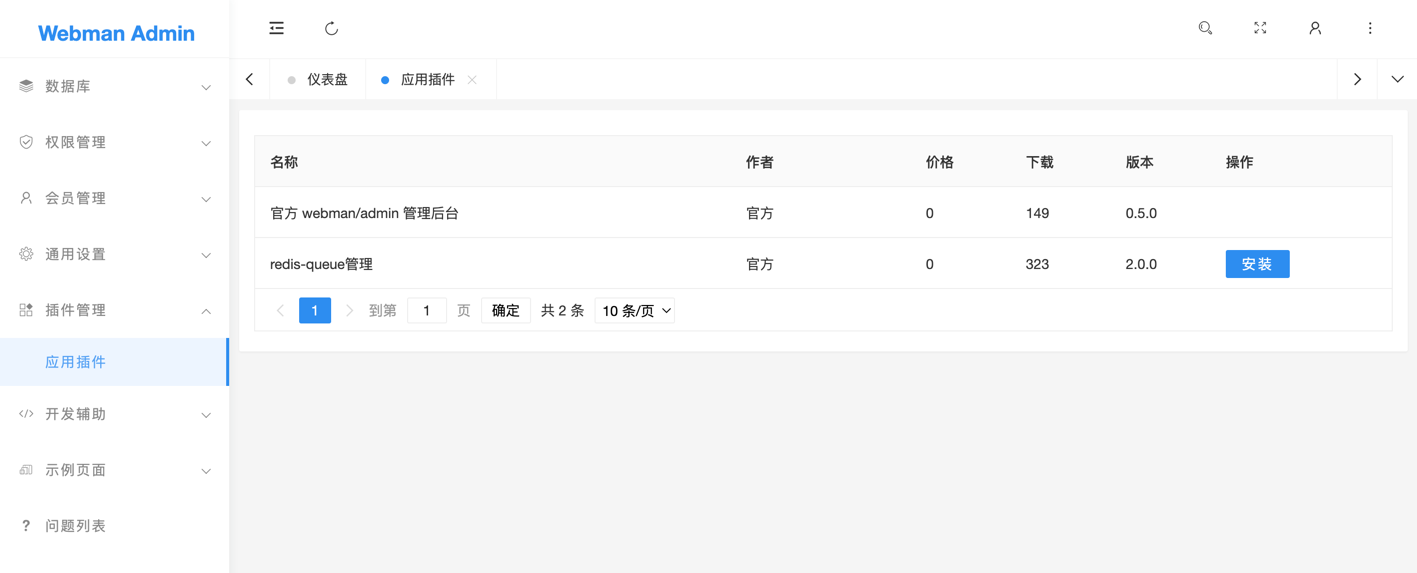 Webman Admin
数据库
权限管理
会员管理
通用设置
插件管理
应用插件
开发辅助
示例页面
? 问题列表
仪表盘 应用插件
名称 作者 价格 下载 版本 操作
官方 webman/admin 管理后台 官方 0 149 0.5.0
redis-queue管理 官方 0 323 2.0.0 安装
1 到第 1 页 确定 共 2 条 10 条/页